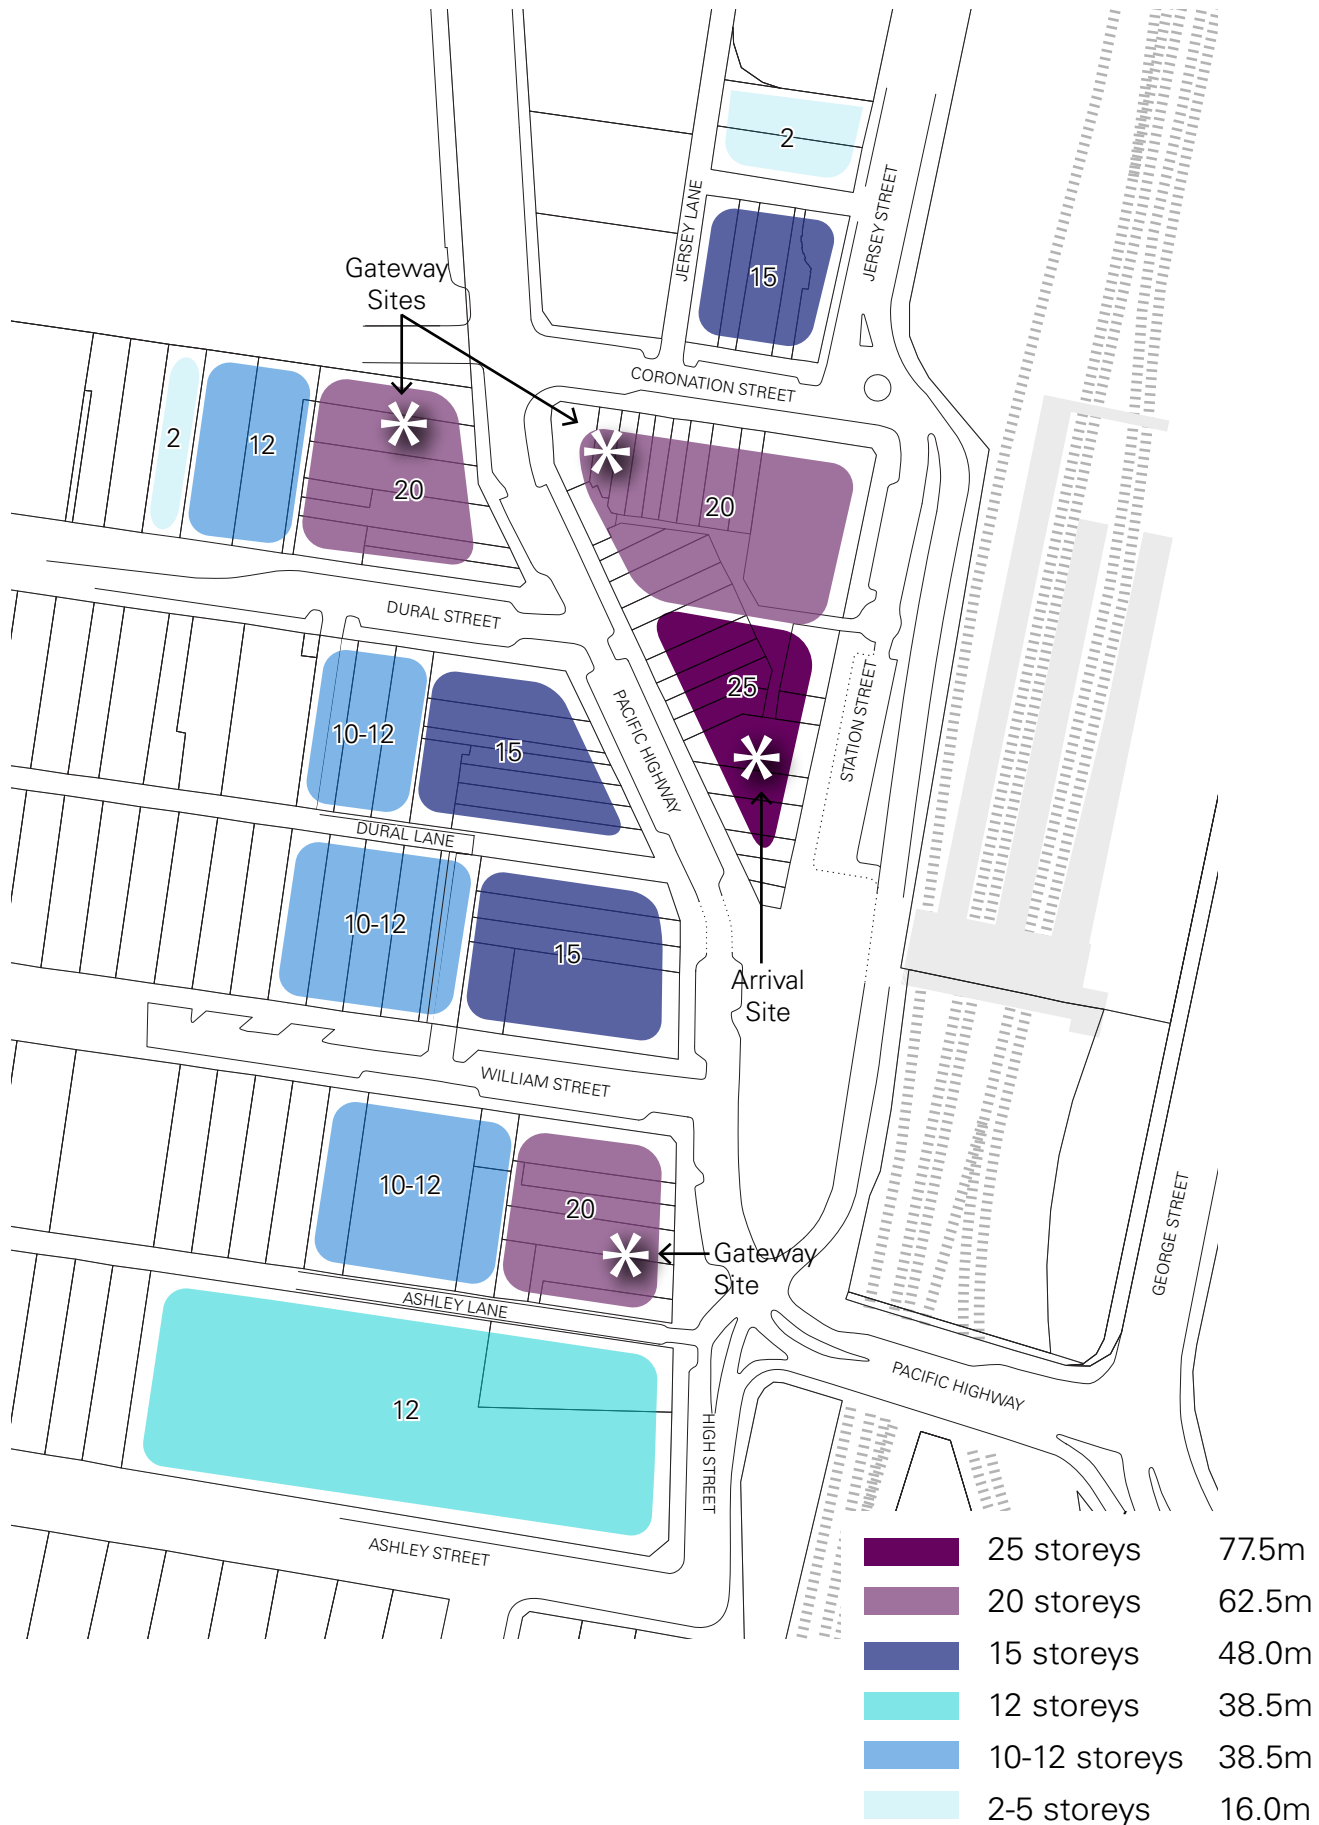 2
JERSEY LANE
JERSEY STREET
15
Gateway
Sites
CORONATION STREET
2
12
20
20
DURAL STREET
25
PACIFIC HIGHWAY
STATION STREET
10-12
15
DURAL LANE
10-12
15
Arrival
Site
WILLIAM STREET
10-12
20
Gateway
Site
GEORGE STREET
ASHLEY LANE
PACIFIC HIGHWAY
12
HIGH STREET
ASHLEY STREET
25 storeys 77.5m
20 storeys 62.5m
15 storeys 48.0m
12 storeys 38.5m
10-12 storeys 38.5m
2-5 storeys 16.0m